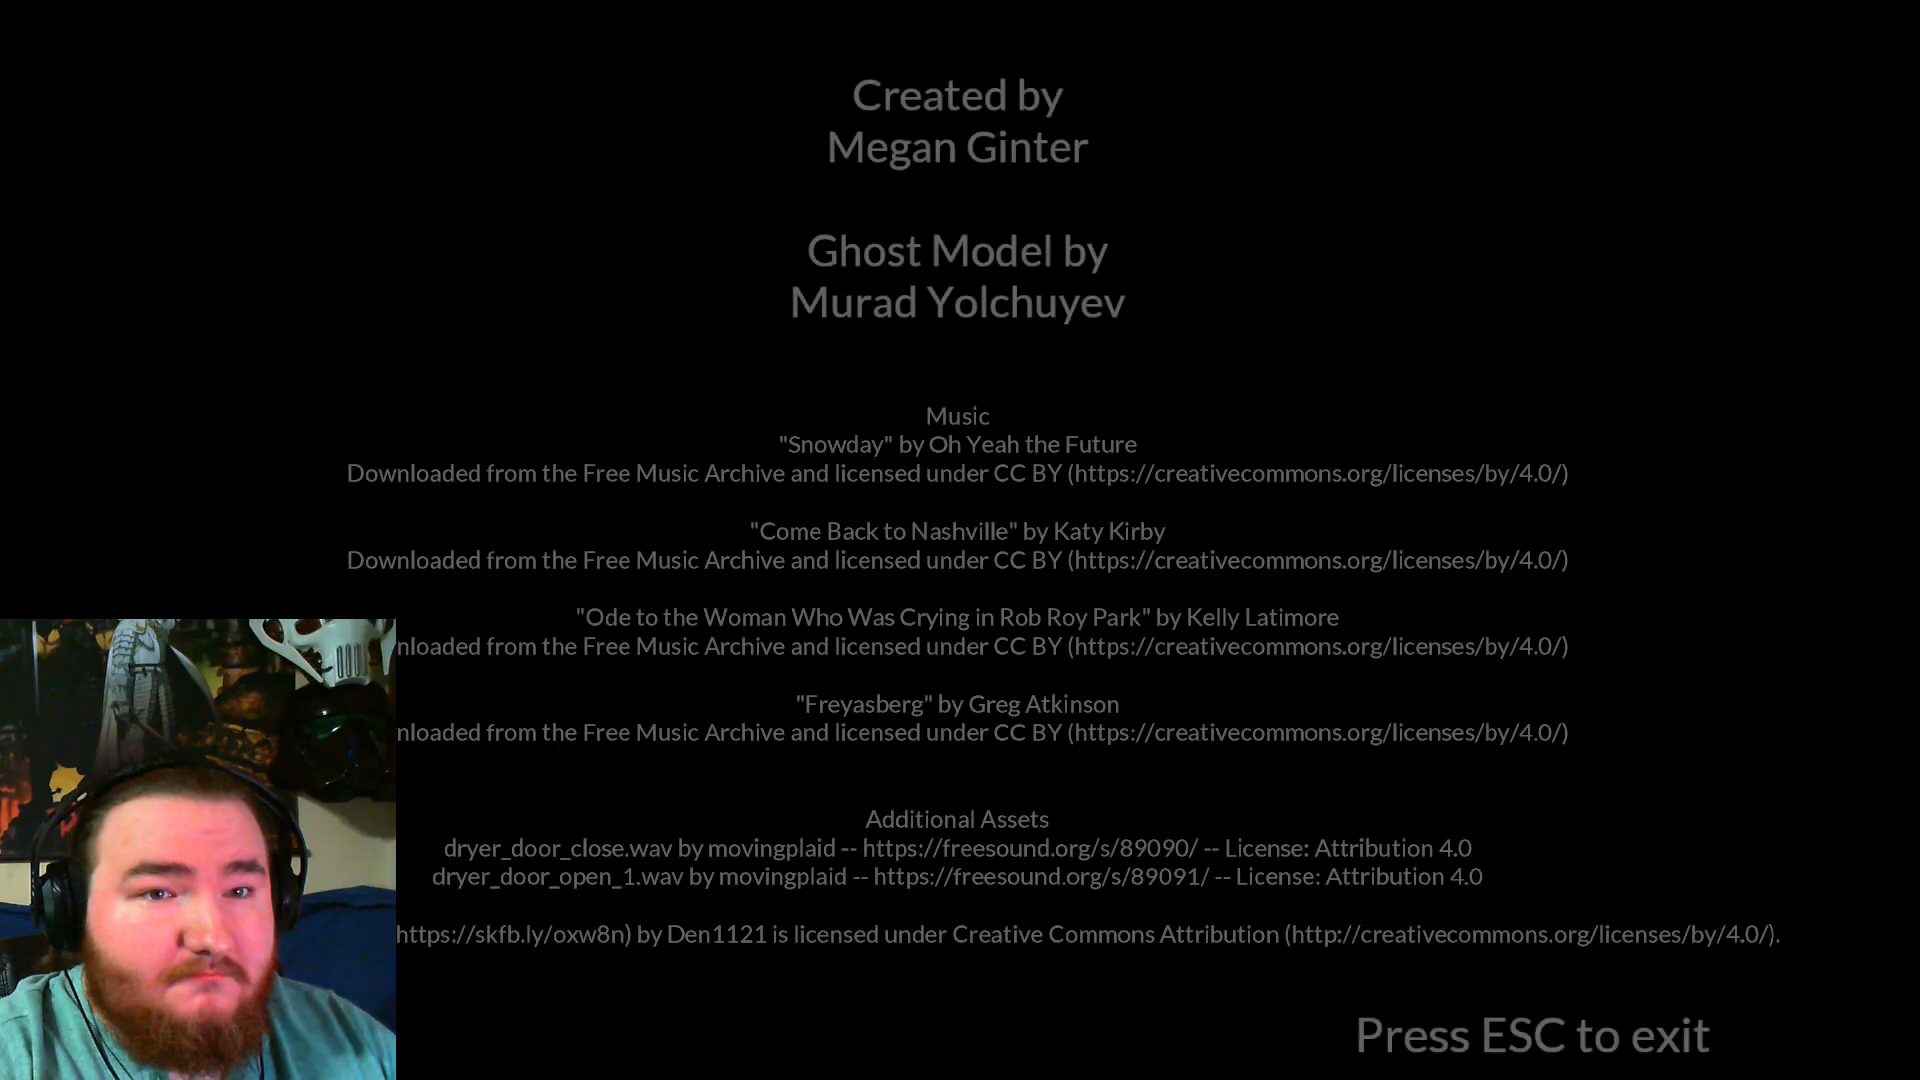 Created by
Megan Ginter
Ghost Model by
Murad Yolchuyev
Music
"Snowday" by Oh Yeah the Future
Downloaded from the Free Music Archive and licensed under CC BY (https://creativecommons.org/licenses/by/4.0/)
"Come Back to Nashville" by Katy Kirby
Downloaded from the Free Music Archive and licensed under CC BY (https://creativecommons.org/licenses/by/4.0/)
"Ode to the Woman Who Was Crying in Rob Roy Park" by Kelly Latimore
nloaded from the Free Music Archive and licensed under CC BY (https://creativecommons.org/licenses/by/4.0/)
"Freyasberg" by Greg Atkinson
nloaded from the Free Music Archive and licensed under CC BY (https://creativecommons.org/licenses/by/4.0/)
Additional Assets
dryer_door_close.wav by movingplaid -- https://freesound.org/s/89090/ -- License: Attribution 4.0
dryer_door_open_1.wav by movingplaid -- https://freesound.org/s/89091/ -- License: Attribution 4.0
https://skfb.ly/oxw8n) by Den1121 is licensed under Creative Commons Attribution (http://creativecommons.org/licenses/by/4.0/).
Press ESC to exit